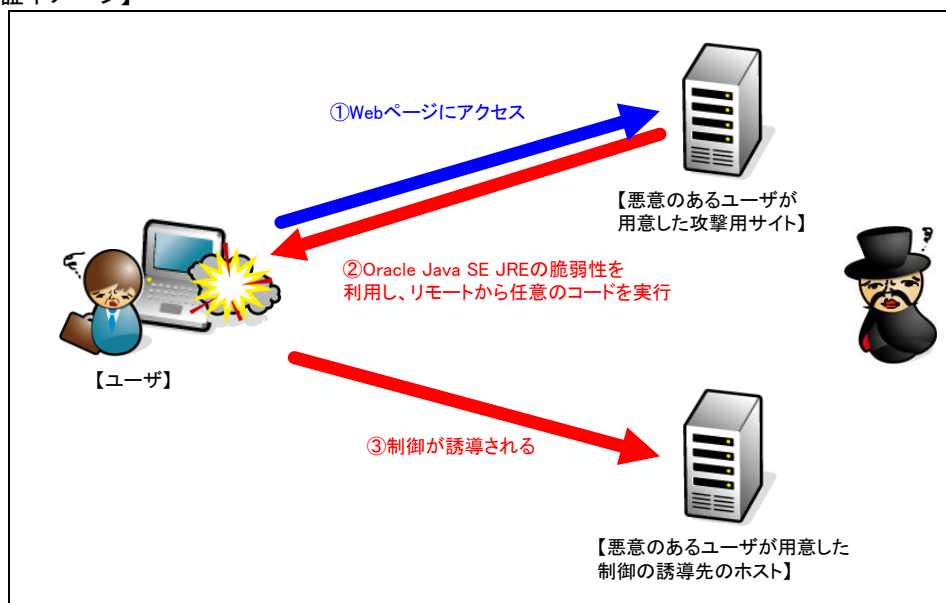 証イメージ】
①Webページにアクセス
【悪意のあるユーザが
用意した攻撃用サイト】
②Oracle Java SE JREの脆弱性を
利用し、リモートから任意のコードを実行
【ユーザ】
③制御が誘導される
【悪意のあるユーザが用意した
制御の誘導先のホスト】